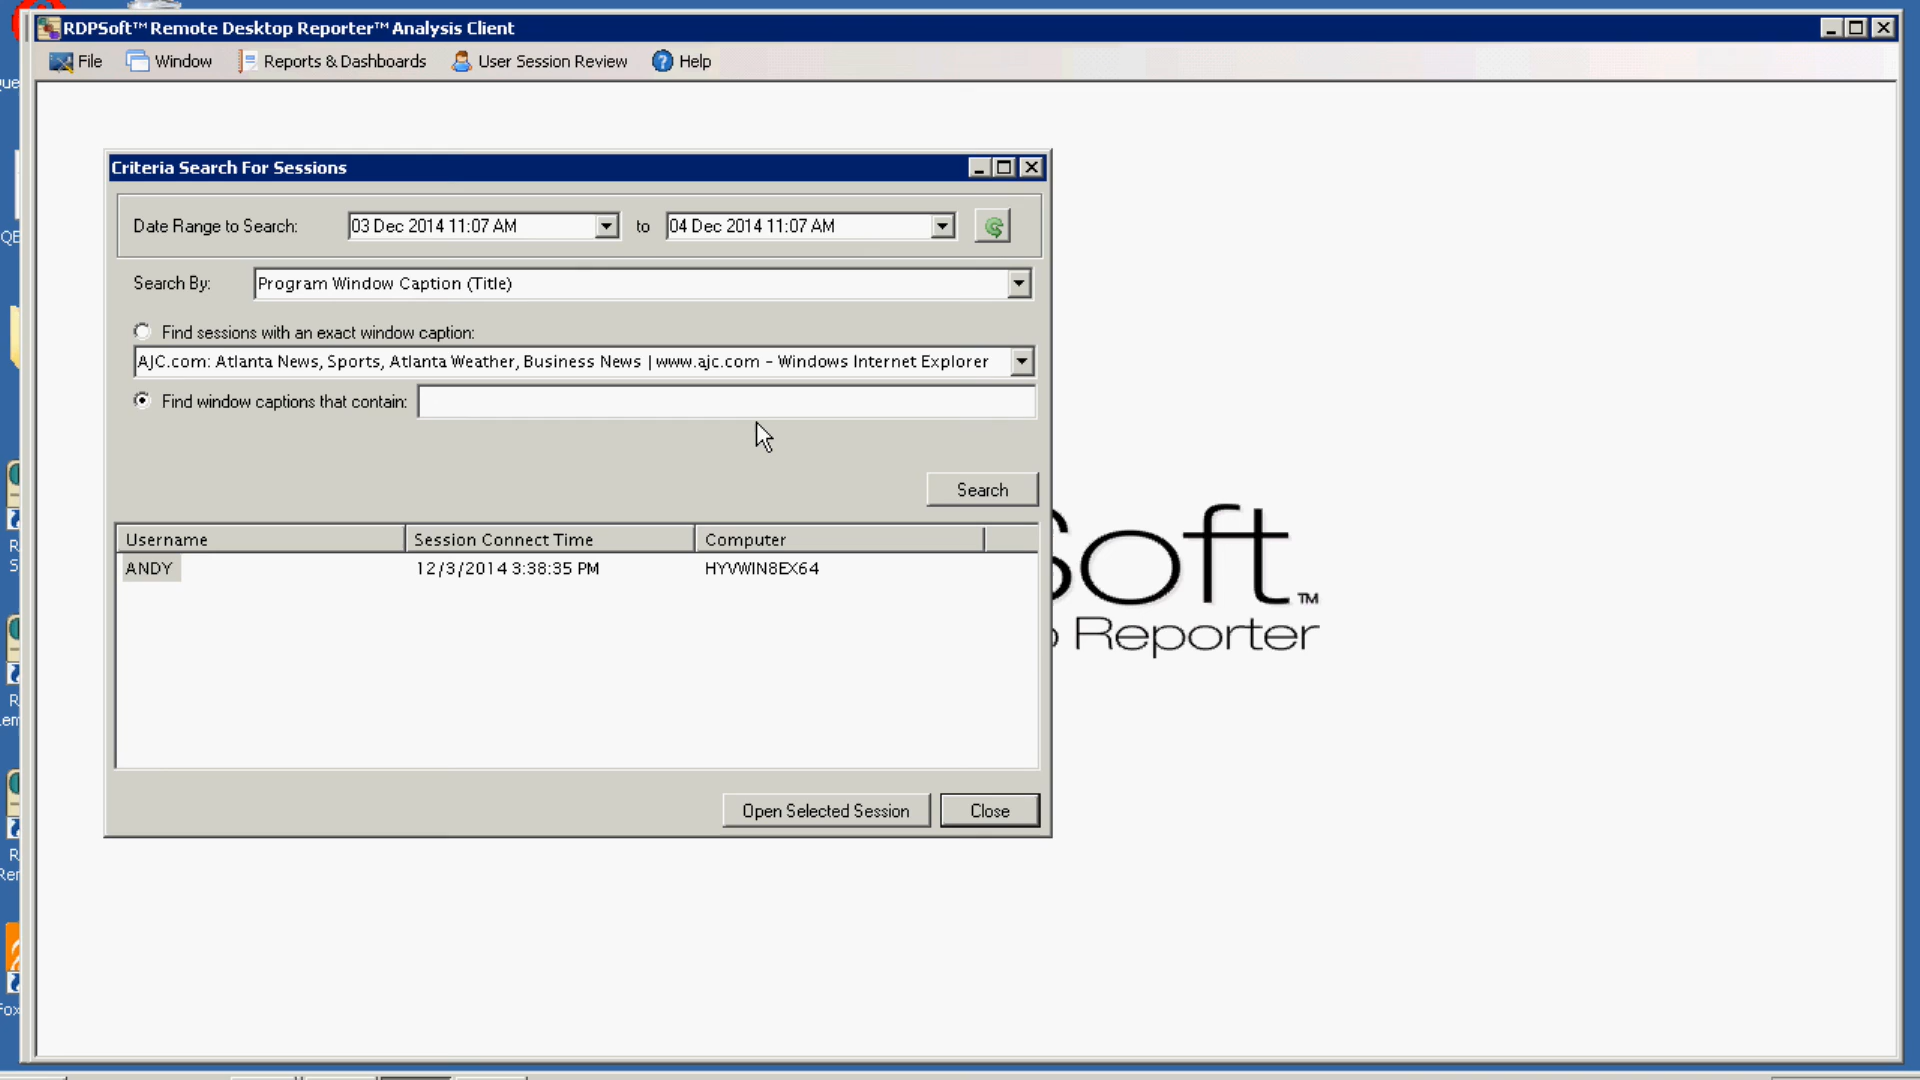 RDPSoft™ Remote Desktop Reporter™ Analysis Client
File Window Reports & Dashboards User Session Review Help
Criteria Search For Sessions
Date Range to Search: 03 Dec 2014 11:07 AM to 04 Dec 2014 11:07 AM
Search By: Program Window Caption (Title)
Find sessions with an exact window caption:
AJC.com: Atlanta News, Sports, Atlanta Weather, Business News | www.ajc.com - Windows Internet Explorer
Find window captions that contain:
Search
Username Session Connect Time Computer
ANDY 12/3/2014 3:38:35 PM HYVWIN8EX64
Soft™
Reporter
Open Selected Session Close